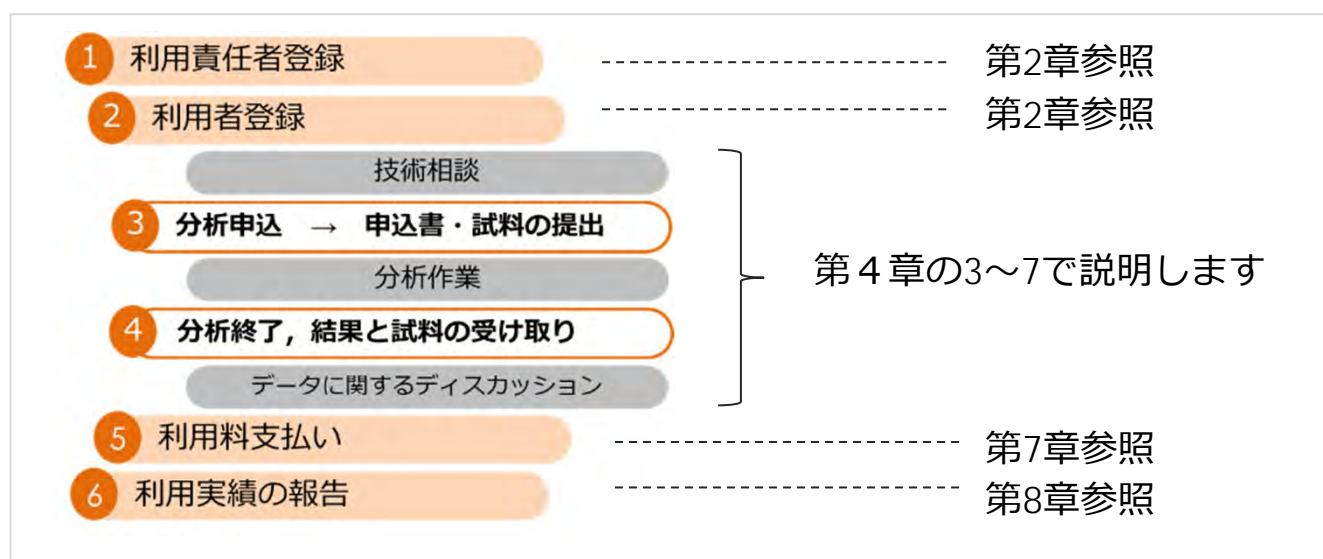 1 利用責任者登録 第2章参照
2 利用者登録 第2章参照
技術相談
3 分析申込 → 申込書・試料の提出
分析作業
第４章の3～7で説明します
4 分析終了，結果と試料の受け取り
データに関するディスカッション
5 利用料支払い 第7章参照
6 利用実績の報告 第8章参照